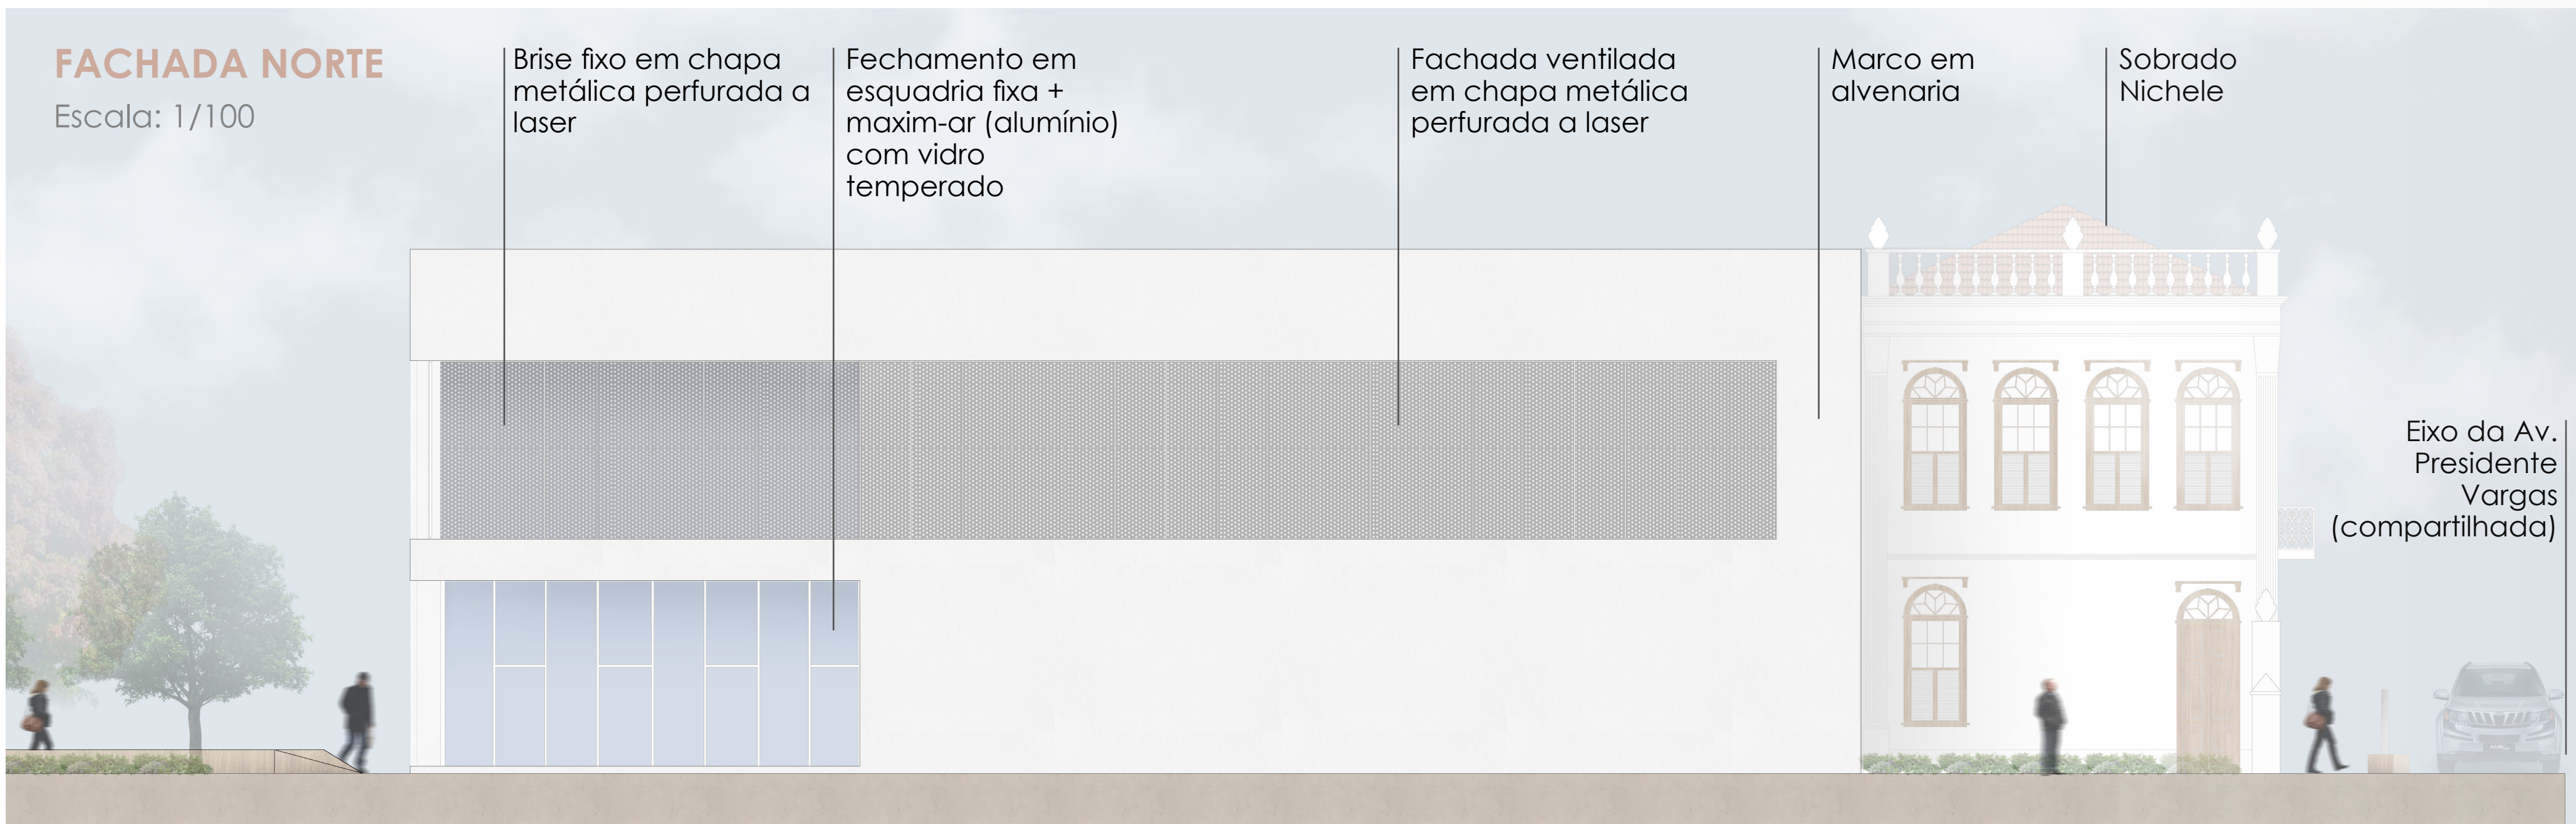 FACHADA NORTE
Escala: 1/100
Brise fixo em chapa
metálica perfurada a
laser
Fechamento em
esquadria fixa +
maxim-ar (alumínio)
com vidro
temperado
Fachada ventilada
em chapa metálica
perfurada a laser
Marco em
alvenaria
Sobrado
Nichele
Eixo da Av.
Presidente
Vargas
(compartilhada)